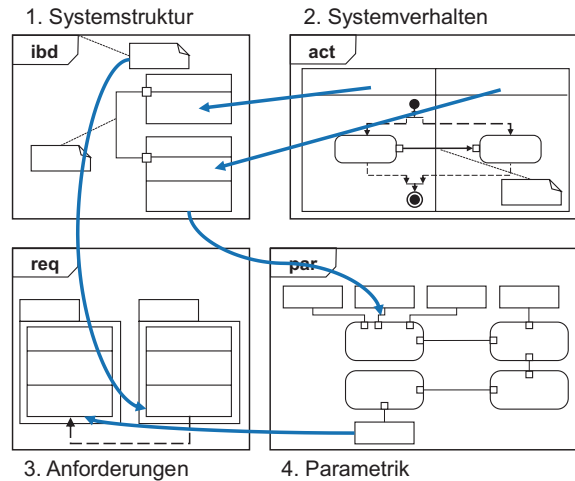 1. Systemstruktur
2. Systemverhalten
ibd
act
req
par
3. Anforderungen
4. Parametrik